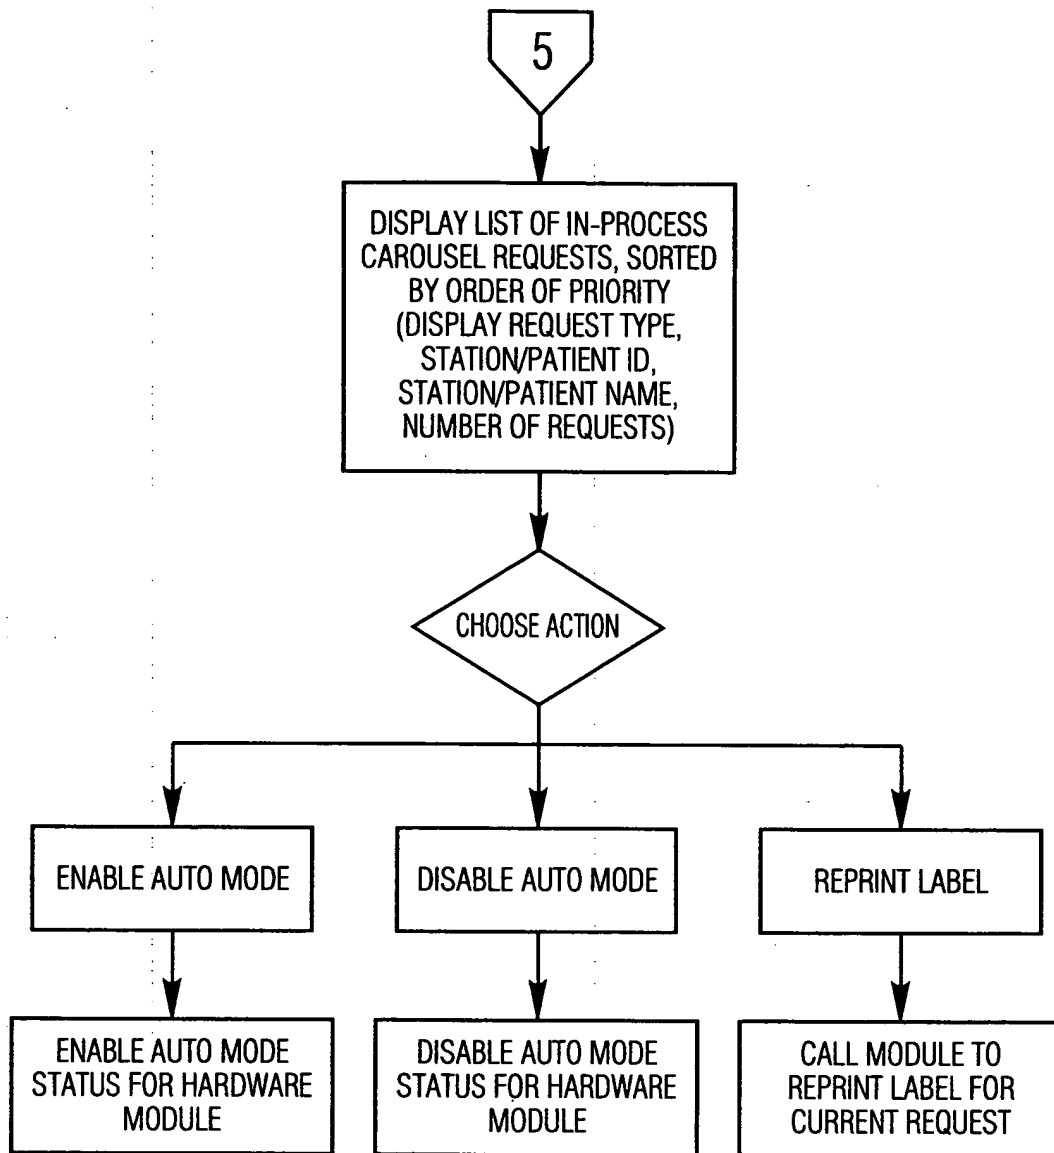 5
DISPLAY LIST OF IN-PROCESS
CAROUSEL REQUESTS, SORTED
BY ORDER OF PRIORITY
(DISPLAY REQUEST TYPE,
STATION/PATIENT ID,
STATION/PATIENT NAME,
NUMBER OF REQUESTS)
CHOOSE ACTION
ENABLE AUTO MODE
DISABLE AUTO MODE
REPRINT LABEL
ENABLE AUTO MODE
STATUS FOR HARDWARE
MODULE
DISABLE AUTO MODE
STATUS FOR HARDWARE
MODULE
CALL MODULE TO
REPRINT LABEL FOR
CURRENT REQUEST